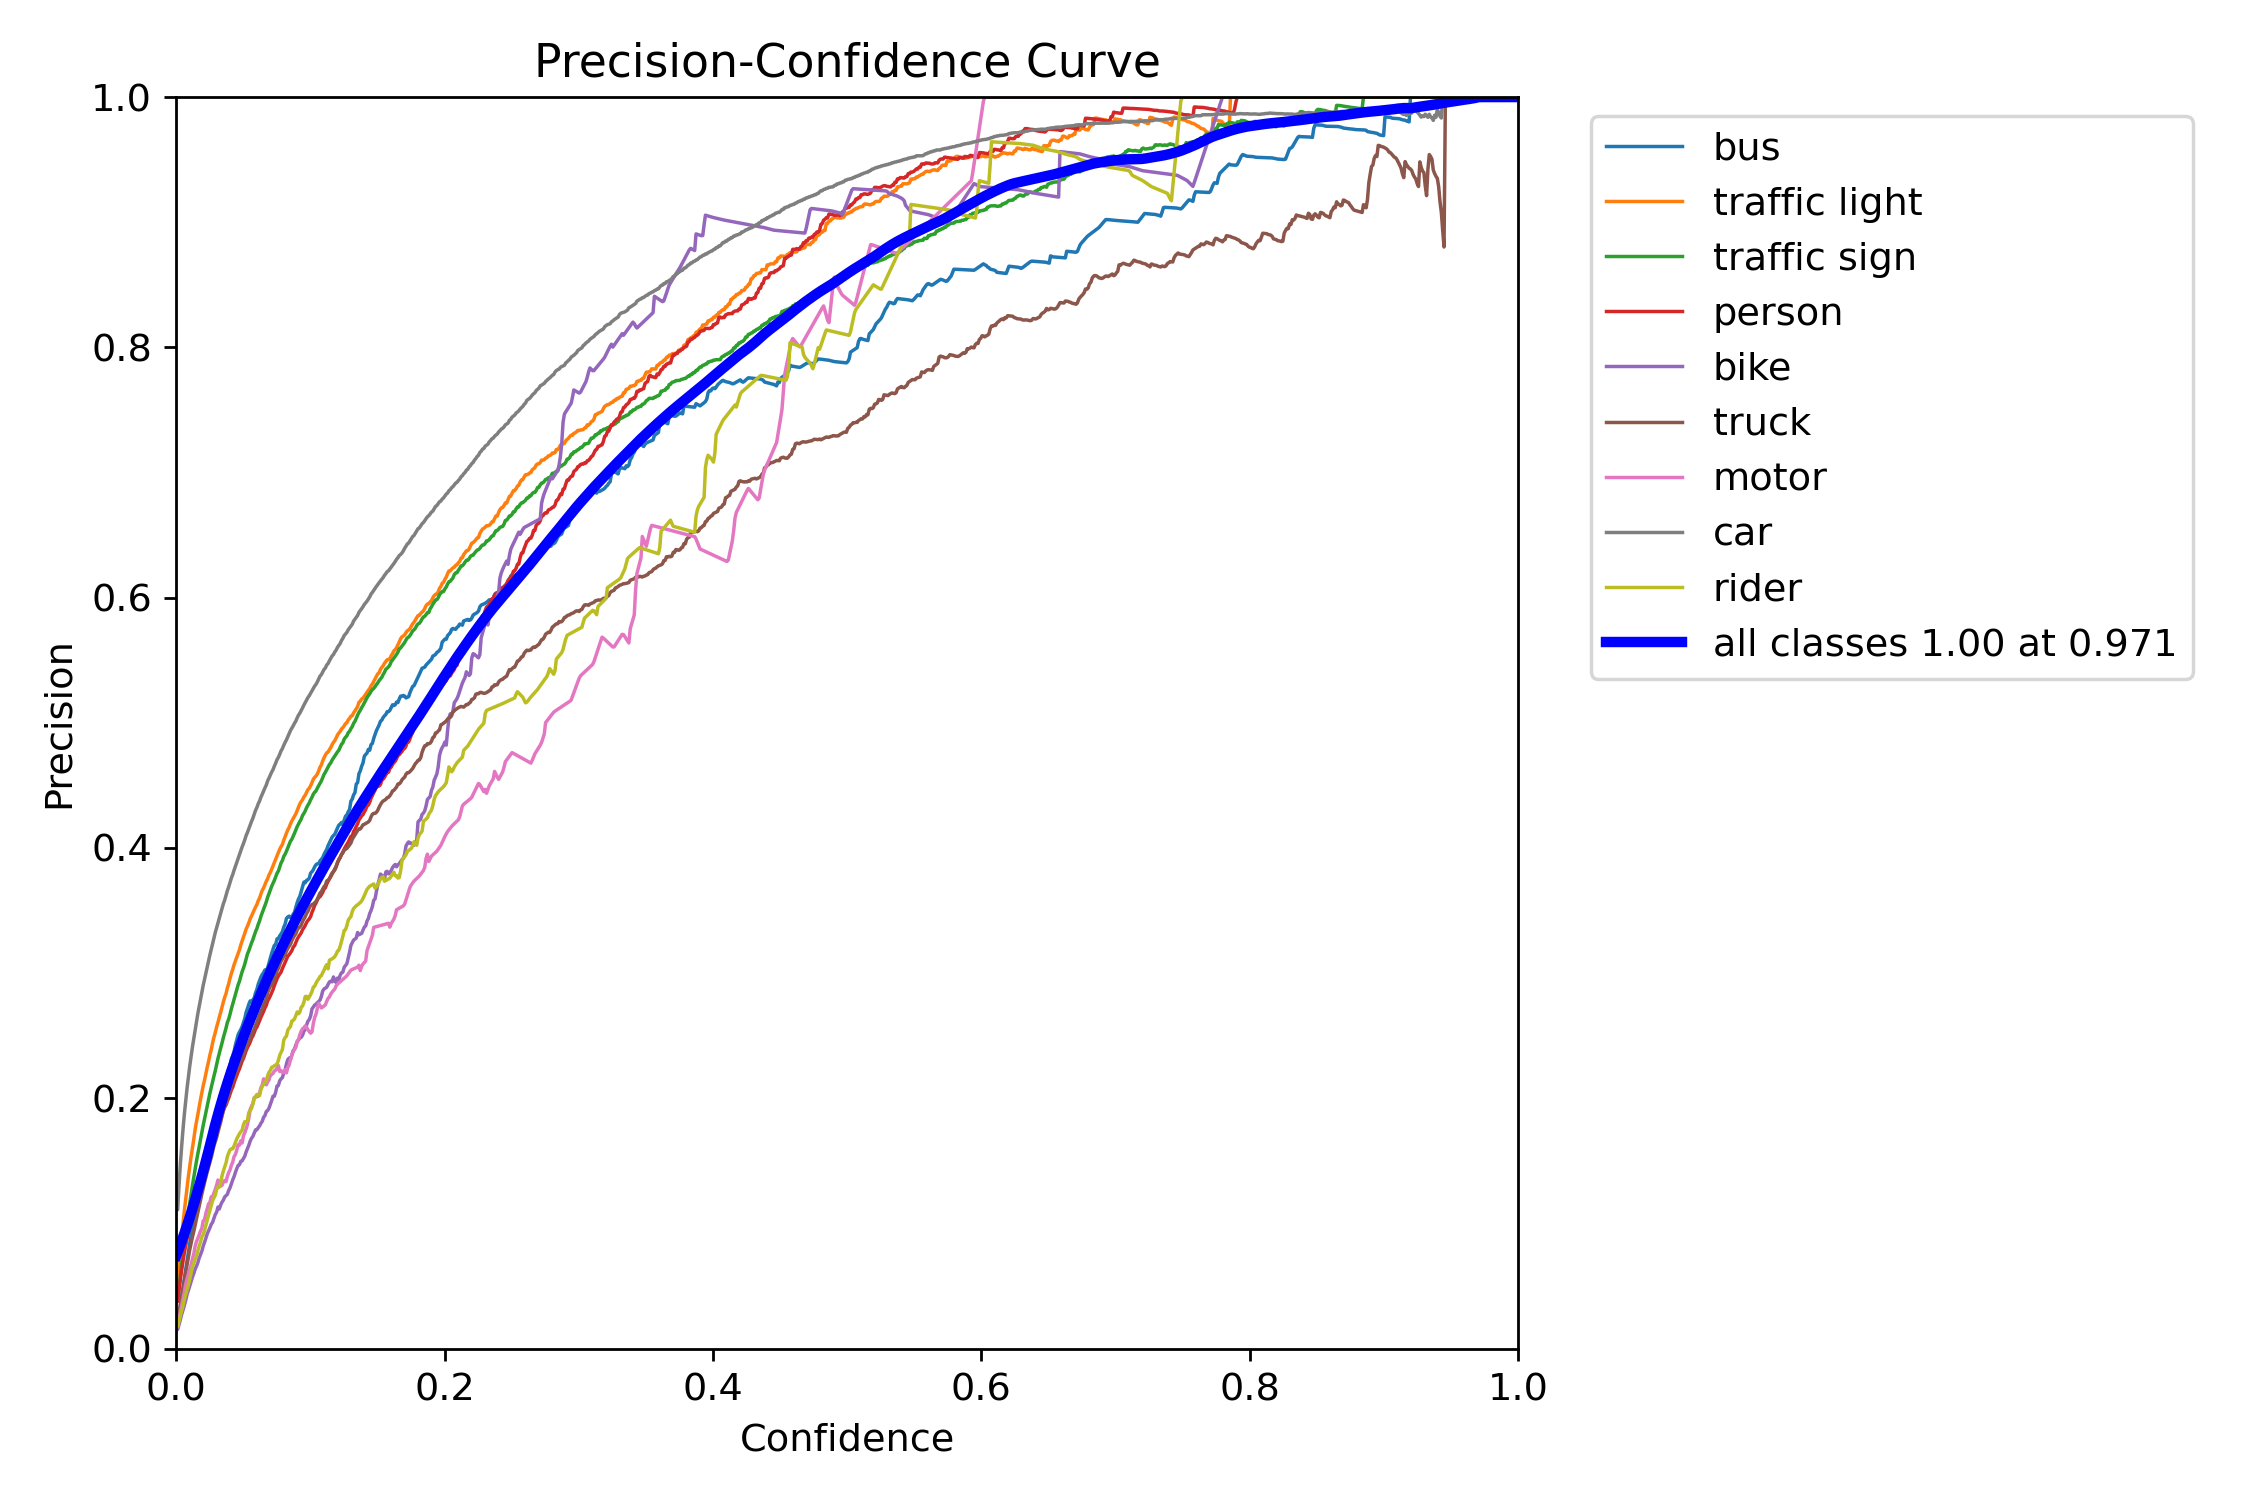 Precision-Confidence Curve
1.0
0.8
0.6
0.4
0.2
0.0
Precision
0.0 0.2 0.4 0.6 0.8 1.0
Confidence
bus
traffic light
traffic sign
person
bike
truck
motor
car
rider
all classes 1.00 at 0.971